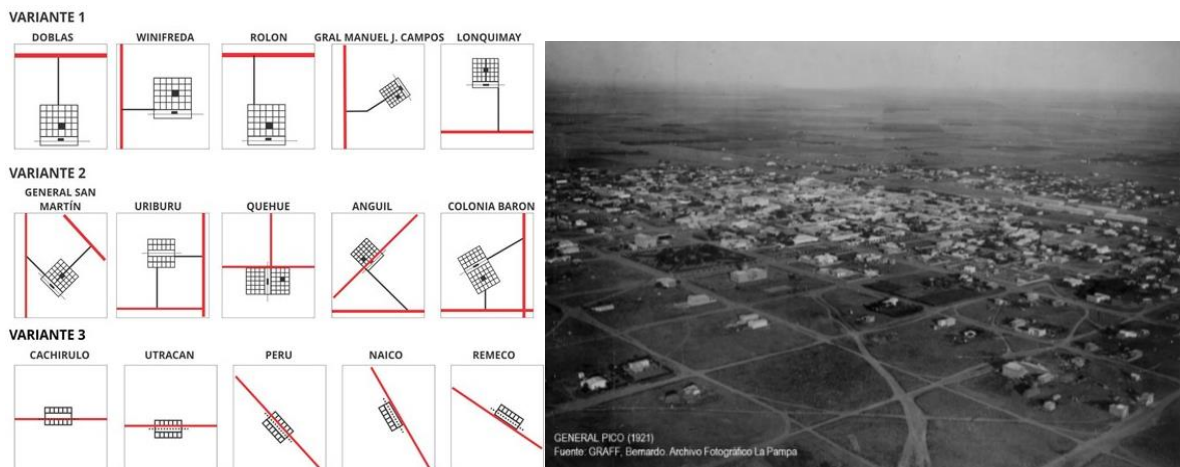 VARIANTE 1
DOBLAS
WINIFREDA
ROLON
GRAL MANUEL J. CAMPOS
LONQUIMAY
VARIANTE 2
GENERAL SAN
MARTÍN
URIBURU
QUEHUE
ANGUIL
COLONIA BARON
VARIANTE 3
CACHIRULO
UTRACAN
PERU
NAICO
REMECO
GENERAL PICO (1921)
Fuente: GRAFF, Bernardo. Archivo Fotográfico La Pampa